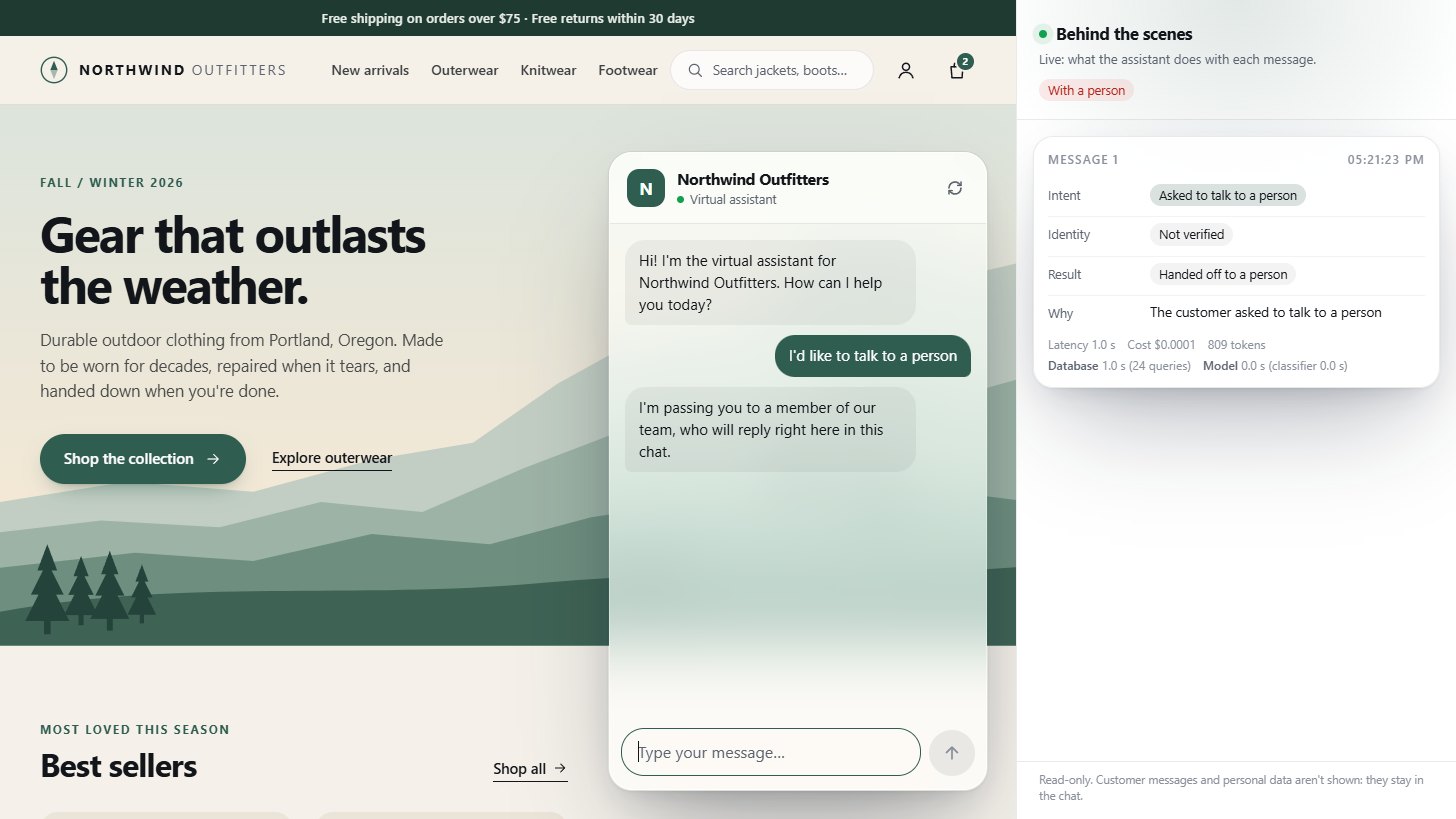 Free shipping on orders over $75 · Free returns within 30 days
NORTHWIND OUTFITTERS
New arrivals
Outerwear
Knitwear
Footwear
Search jackets, boots...
2
FALL / WINTER 2026
Gear that outlasts
the weather.
Durable outdoor clothing from Portland, Oregon. Made
to be worn for decades, repaired when it tears, and
handed down when you're done.
Shop the collection
Explore outerwear
MOST LOVED THIS SEASON
Best sellers
Shop all
N
Northwind Outfitters
Virtual assistant
Hi! I'm the virtual assistant for
Northwind Outfitters. How can I help
you today?
I'd like to talk to a person
I'm passing you to a member of our
team, who will reply right here in this
chat.
Type your message...
Behind the scenes
Live: what the assistant does with each message.
With a person
MESSAGE 1
05:21:23 PM
Intent
Asked to talk to a person
Identity
Not verified
Result
Handed off to a person
Why
The customer asked to talk to a person
Latency 1.0 s Cost $0.0001 809 tokens
Database 1.0 s (24 queries) Model 0.0 s (classifier 0.0 s)
Read-only. Customer messages and personal data aren't shown: they stay in
the chat.